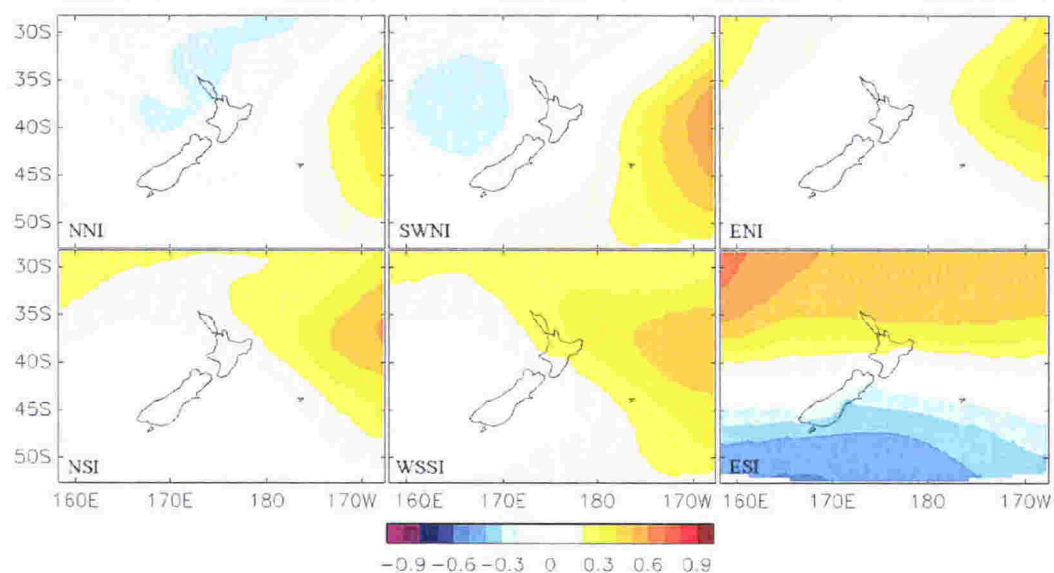 30S
35S
40S
45S
50S
NNI
SWNI
ENI
30S
35S
40S
45S
50S
NSI
WSSI
ESI
160E 170E 180 170W 160E 170E 180 170W 160E 170E 180 170W
−0.9 −0.6 −0.3 0 0.3 0.6 0.9